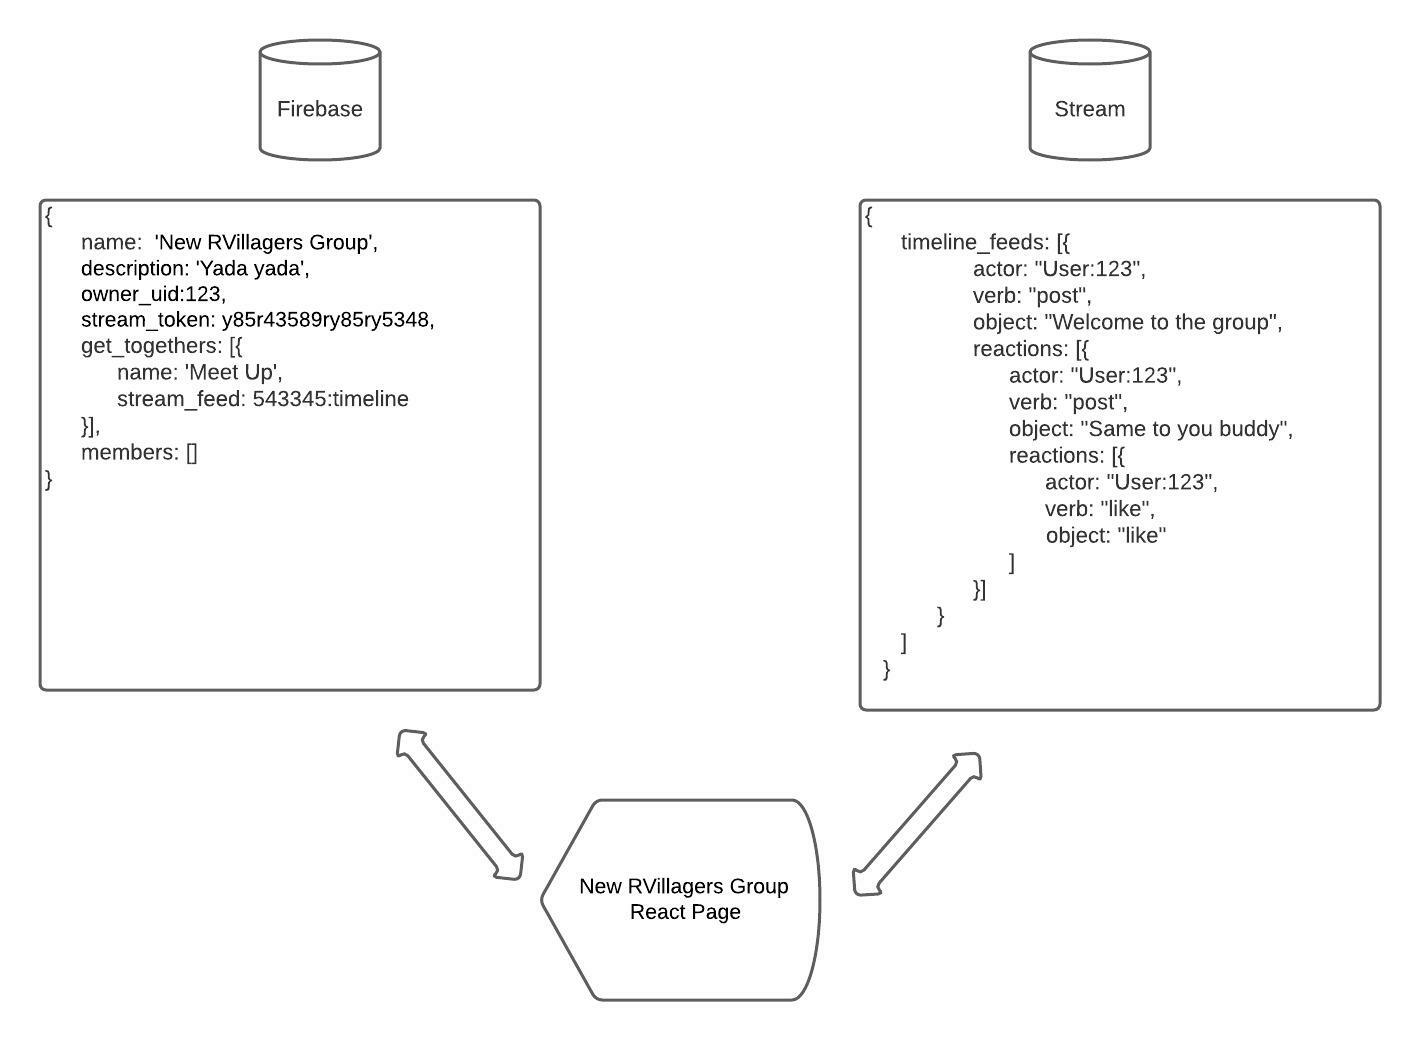 Firebase
Stream
{
name:  'New RVillagers Group',
description: 'Yada yada',
owner_uid:123,
stream_token: y85r43589ry85ry5348,
get_togethers: [{
name: 'Meet Up',
stream_feed: 543345:timeline
}],
members: []
}
{
timeline_feeds: [{
actor: "User:123",
verb: "post",
object: "Welcome to the group",
reactions: [{
actor: "User:123",
verb: "post",
object: "Same to you buddy",
reactions: [{
actor: "User:123",
verb: "like",
object: "like"
]
}]
}
]
}
New RVillagers Group
React Page